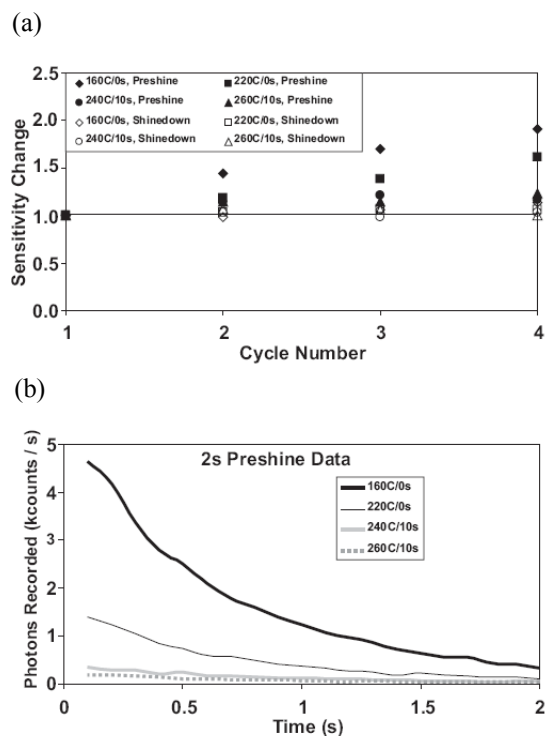 (a)
2.5
2.0
1.5
1.0
0.5
0.0
Sensitivity Change
160C/0s, Preshine
220C/0s, Preshine
240C/10s, Preshine
260C/10s, Preshine
160C/0s, Shinedown
220C/0s, Shinedown
240C/10s, Shinedown
260C/10s, Shinedown
1 2 3 4
Cycle Number
(b)
5
4
3
2
1
0
Photons Recorded (kcounts / s)
2s Preshine Data
160C/0s
220C/0s
240C/10s
260C/10s
0 0.5 1 1.5 2
Time (s)